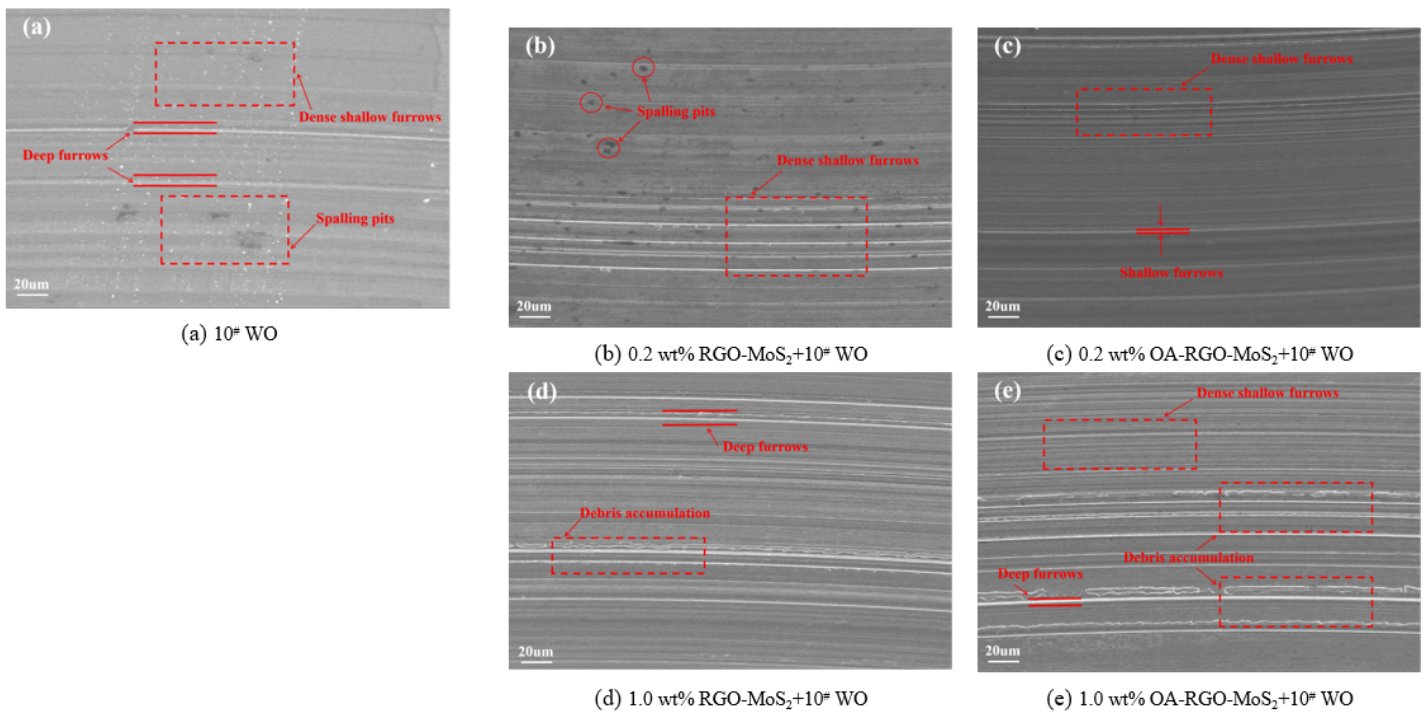 (a)
Dense shallow furrows
Deep furrows
Spalling pits
20um
(a) 10# WO
(b)
Spalling pits
Dense shallow furrows
20um
(b) 0.2 wt% RGO-MoS₂+10# WO
(c)
Dense shallow furrows
Shallow furrows
20um
(c) 0.2 wt% OA-RGO-MoS₂+10# WO
(d)
Deep furrows
Debris accumulation
20um
(d) 1.0 wt% RGO-MoS₂+10# WO
(e)
Dense shallow furrows
Debris accumulation
Deep furrows
20um
(e) 1.0 wt% OA-RGO-MoS₂+10# WO